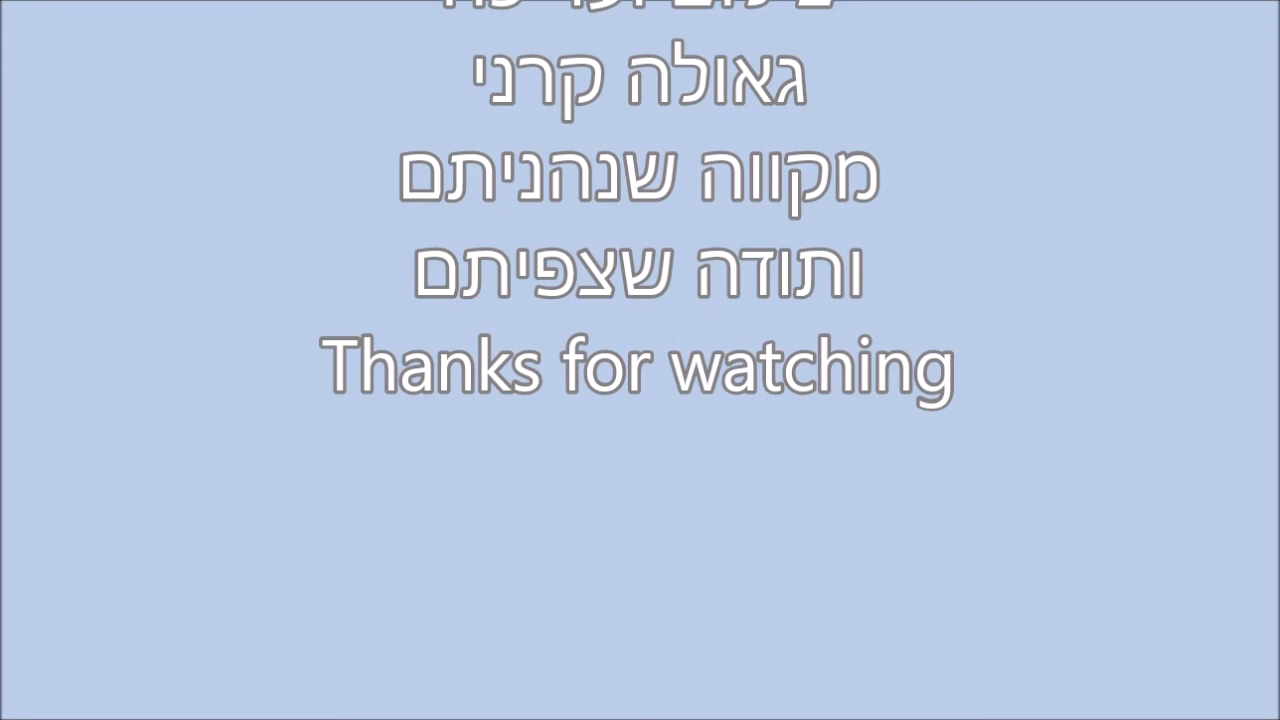 גאולה קרני
מקווה שנהניתם
ותודה שצפיתם
Thanks for watching